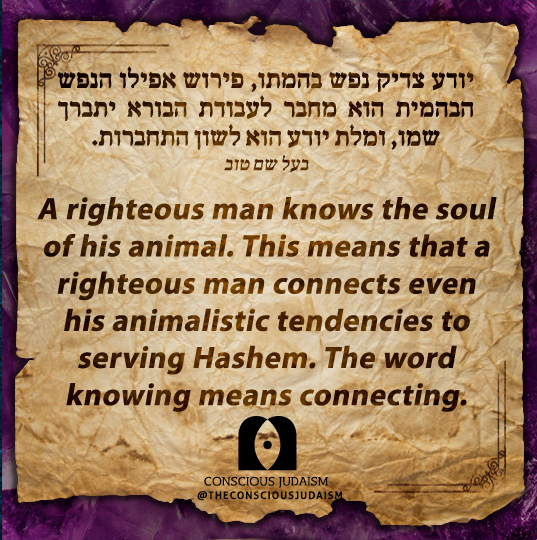 יודע צדיק נפש בהמתו, פירוש אפילו הנפש
הבהמית הוא מחבר לעבודת הבורא יתברך
שמו, ומלת יודע הוא לשון התחברות.
בעל שם טוב
A righteous man knows the soul
of his animal. This means that a
righteous man connects even
his animalistic tendencies to
serving Hashem. The word
knowing means connecting.
CONSCIOUS JUDAISM
@THECONSCIOUSJUDAISM